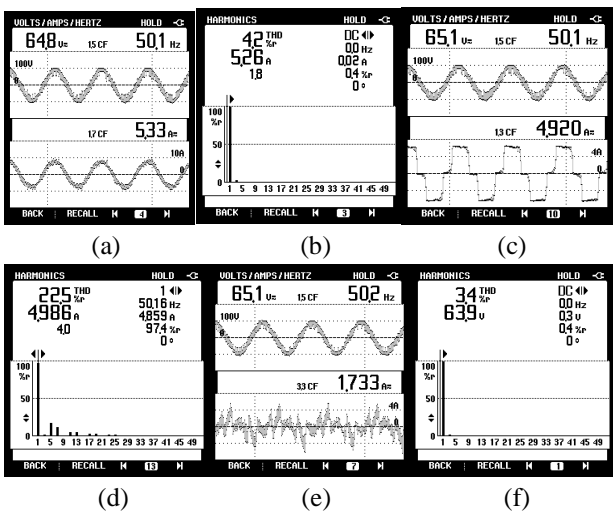 VOLTS/AMPS/HERTZ HOLD
64,8 V≂ 1,5 CF 50,1 Hz
100V
0
1,7 CF 5,33 A≂
10A
0
BACK RECALL 4
(a)
HARMONICS HOLD
4,2 THD %r DC
5,26 A 0,0 Hz
0,02 A
1,8 0,4 %r
0 °
100
%r
50
0
1 5 9 13 17 21 25 29 33 37 41 45 49
BACK RECALL 3
(b)
VOLTS/AMPS/HERTZ HOLD
65,1 V≂ 1,5 CF 50,1 Hz
100V
0
1,3 CF 4,920 A≂
4A
0
BACK RECALL 10
(c)
HARMONICS HOLD
22,5 THD %r 1
4,986 A 50,16 Hz
4,859 A
4,0 97,4 %r
0 °
100
%r
50
0
1 5 9 13 17 21 25 29 33 37 41 45 49
BACK RECALL 13
(d)
VOLTS/AMPS/HERTZ HOLD
65,1 V≂ 1,5 CF 50,2 Hz
100V
0
3,3 CF 1,733 A≂
4A
0
BACK RECALL 7
(e)
HARMONICS HOLD
3,4 THD %r DC
63,9 V 0,0 Hz
0,3 V
0,4 %r
0 °
100
%r
50
0
1 5 9 13 17 21 25 29 33 37 41 45 49
BACK RECALL 1
(f)